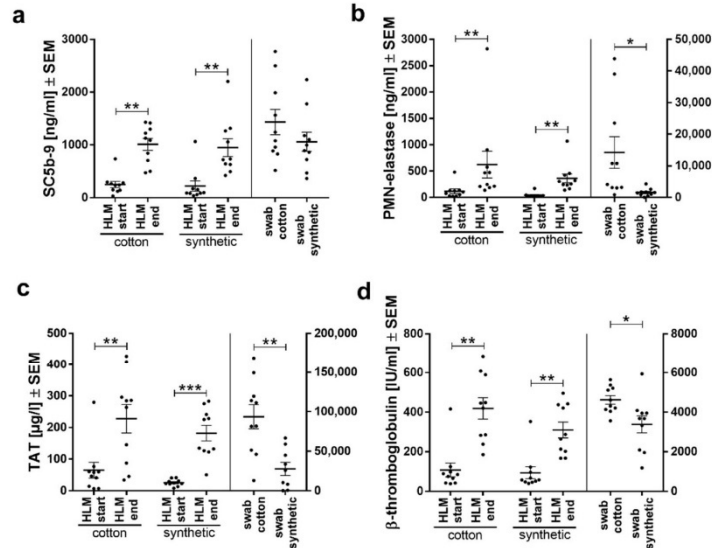 a
SC5b-9 [ng/ml] ± SEM
3000
2000
1000
0
**
**
HLM start
HLM end
HLM start
HLM end
swab cotton
swab synthetic
cotton
synthetic
b
PMN-elastase [ng/ml] ± SEM
3000
2500
2000
1500
1000
500
0
**
**
*
50,000
40,000
30,000
20,000
10,000
0
HLM start
HLM end
HLM start
HLM end
swab cotton
swab synthetic
cotton
synthetic
c
TAT [µg/l] ± SEM
500
400
300
200
100
0
**
***
**
200,000
150,000
100,000
50,000
0
HLM start
HLM end
HLM start
HLM end
swab cotton
swab synthetic
cotton
synthetic
d
β-thromboglobulin [IU/ml] ± SEM
800
600
400
200
0
**
**
*
8000
6000
4000
2000
0
HLM start
HLM end
HLM start
HLM end
swab cotton
swab synthetic
cotton
synthetic